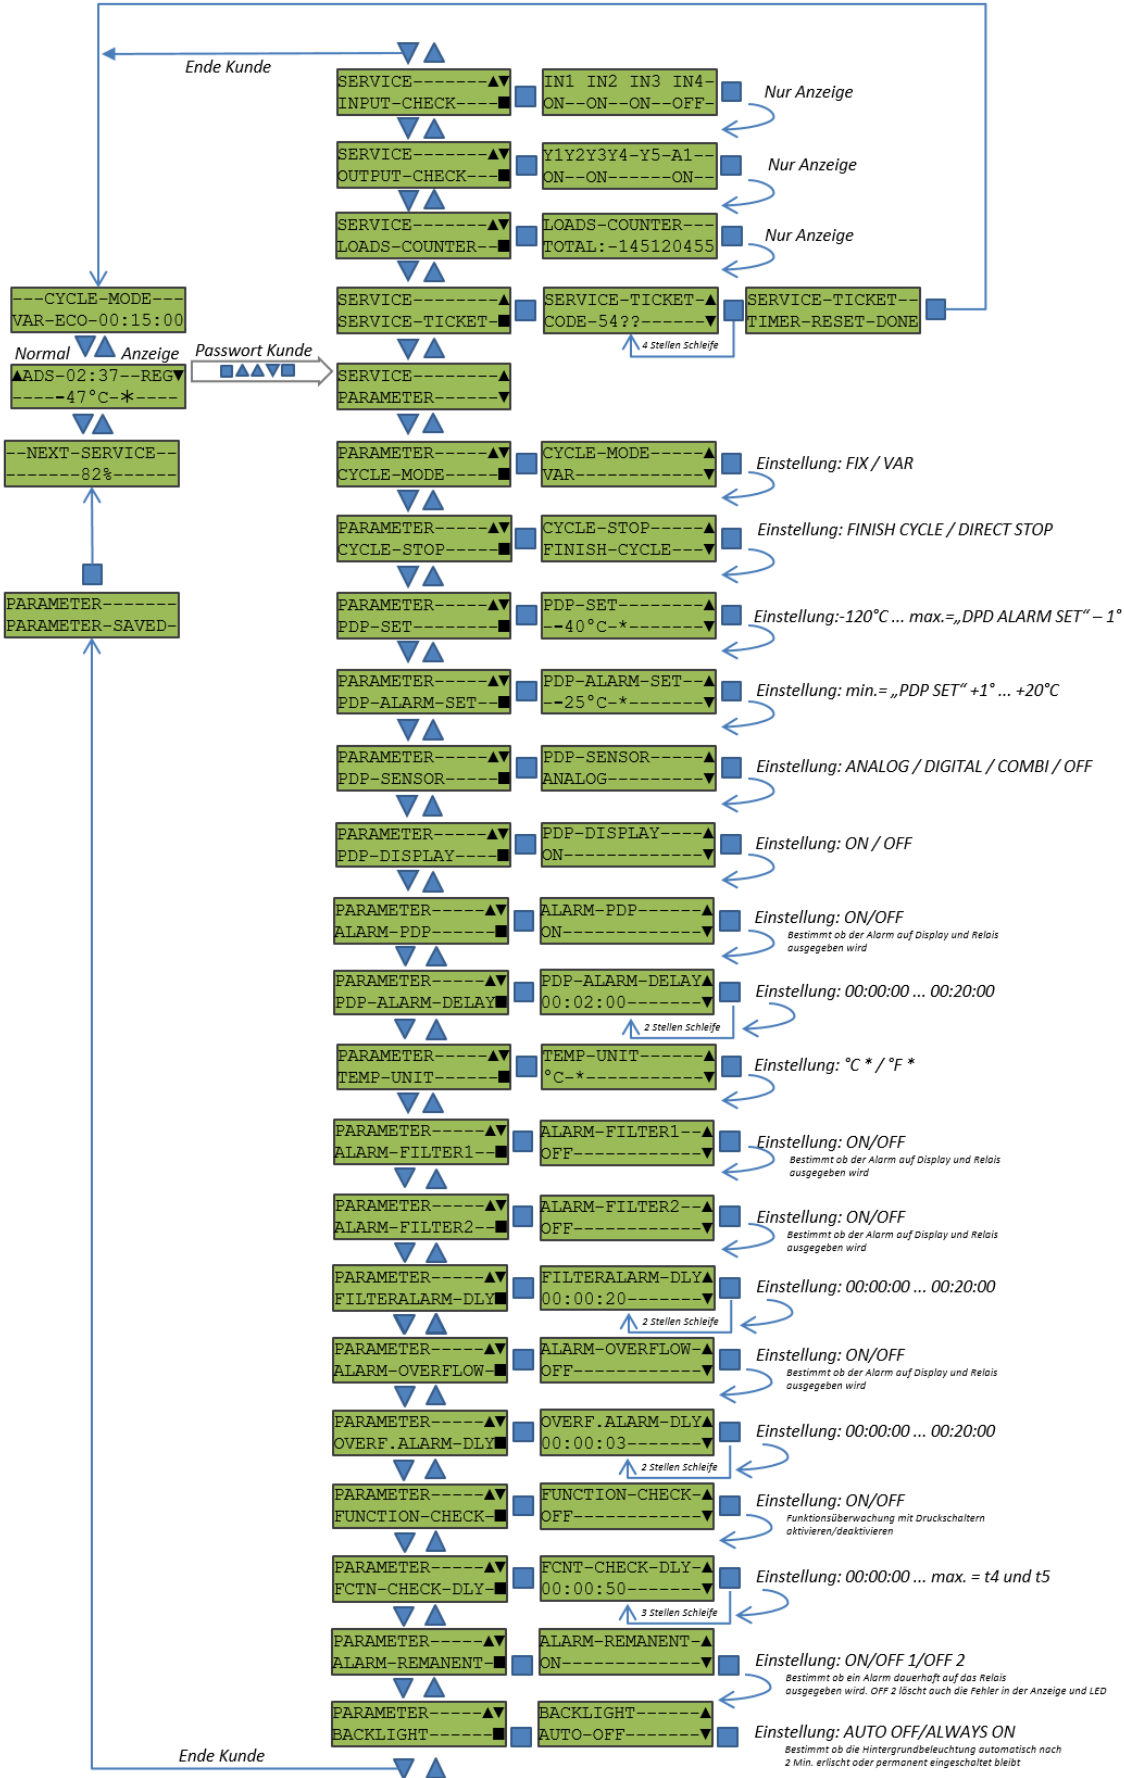 Ende Kunde
SERVICE-------▲▼
INPUT-CHECK----■
IN1 IN2 IN3 IN4-
ON--ON--ON--OFF-
Nur Anzeige
SERVICE-------▲▼
OUTPUT-CHECK---■
Y1Y2Y3Y4-Y5-A1--
ON--ON------ON--
Nur Anzeige
SERVICE-------▲▼
LOADS-COUNTER--■
LOADS-COUNTER---
TOTAL:-145120455
Nur Anzeige
---CYCLE-MODE---
VAR-ECO-00:15:00
SERVICE--------▲
SERVICE-TICKET-■
SERVICE-TICKET-▲
CODE-54??------▼
4 Stellen Schleife
SERVICE-TICKET--
TIMER-RESET-DONE
Normal Anzeige
▲ADS-02:37--REG▼
-----47°C-*-----
Passwort Kunde
SERVICE--------▲
PARAMETER------▼
--NEXT-SERVICE--
-------82%------
PARAMETER-----▲▼
CYCLE-MODE-----■
CYCLE-MODE-----▲
VAR------------▼
Einstellung: FIX / VAR
PARAMETER-----▲▼
CYCLE-STOP-----■
CYCLE-STOP-----▲
FINISH-CYCLE---▼
Einstellung: FINISH CYCLE / DIRECT STOP
PARAMETER-------
PARAMETER-SAVED-
PARAMETER-----▲▼
PDP-SET--------■
PDP-SET--------▲
--40°C-*-------▼
Einstellung:-120°C ... max.=„DPD ALARM SET“ – 1°
PARAMETER-----▲▼
PDP-ALARM-SET--■
PDP-ALARM-SET--▲
--25°C-*-------▼
Einstellung: min.= „PDP SET“ +1° ... +20°C
PARAMETER-----▲▼
PDP-SENSOR-----■
PDP-SENSOR-----▲
ANALOG---------▼
Einstellung: ANALOG / DIGITAL / COMBI / OFF
PARAMETER-----▲▼
PDP-DISPLAY----■
PDP-DISPLAY----▲
ON-------------▼
Einstellung: ON / OFF
PARAMETER-----▲▼
ALARM-PDP------■
ALARM-PDP------▲
ON-------------▼
Einstellung: ON/OFF
Bestimmt ob der Alarm auf Display und Relais
ausgegeben wird
PARAMETER-----▲▼
PDP-ALARM-DELAY■
PDP-ALARM-DELAY▲
00:02:00-------▼
2 Stellen Schleife
Einstellung: 00:00:00 ... 00:20:00
PARAMETER-----▲▼
TEMP-UNIT------■
TEMP-UNIT------▲
°C-*-----------▼
Einstellung: °C * / °F *
PARAMETER-----▲▼
ALARM-FILTER1--■
ALARM-FILTER1--▲
OFF------------▼
Einstellung: ON/OFF
Bestimmt ob der Alarm auf Display und Relais
ausgegeben wird
PARAMETER-----▲▼
ALARM-FILTER2--■
ALARM-FILTER2--▲
OFF------------▼
Einstellung: ON/OFF
Bestimmt ob der Alarm auf Display und Relais
ausgegeben wird
PARAMETER-----▲▼
FILTERALARM-DLY■
FILTERALARM-DLY▲
00:00:20-------▼
2 Stellen Schleife
Einstellung: 00:00:00 ... 00:20:00
PARAMETER-----▲▼
ALARM-OVERFLOW-■
ALARM-OVERFLOW-▲
OFF------------▼
Einstellung: ON/OFF
Bestimmt ob der Alarm auf Display und Relais
ausgegeben wird
PARAMETER-----▲▼
OVERF.ALARM-DLY■
OVERF.ALARM-DLY▲
00:00:03-------▼
2 Stellen Schleife
Einstellung: 00:00:00 ... 00:20:00
PARAMETER-----▲▼
FUNCTION-CHECK-■
FUNCTION-CHECK-▲
OFF------------▼
Einstellung: ON/OFF
Funktionsüberwachung mit Druckschaltern
aktivieren/deaktivieren
PARAMETER-----▲▼
FCTN-CHECK-DLY-■
FCNT-CHECK-DLY-▲
00:00:50-------▼
3 Stellen Schleife
Einstellung: 00:00:00 ... max. = t4 und t5
PARAMETER-----▲▼
ALARM-REMANENT-■
ALARM-REMANENT-▲
ON-------------▼
Einstellung: ON/OFF 1/OFF 2
Bestimmt ob ein Alarm dauerhaft auf das Relais
ausgegeben wird. OFF 2 löscht auch die Fehler in der Anzeige und LED
PARAMETER-----▲▼
BACKLIGHT------■
BACKLIGHT------▲
AUTO-OFF-------▼
Einstellung: AUTO OFF/ALWAYS ON
Bestimmt ob die Hintergrundbeleuchtung automatisch nach
2 Min. erlischt oder permanent eingeschaltet bleibt
Ende Kunde